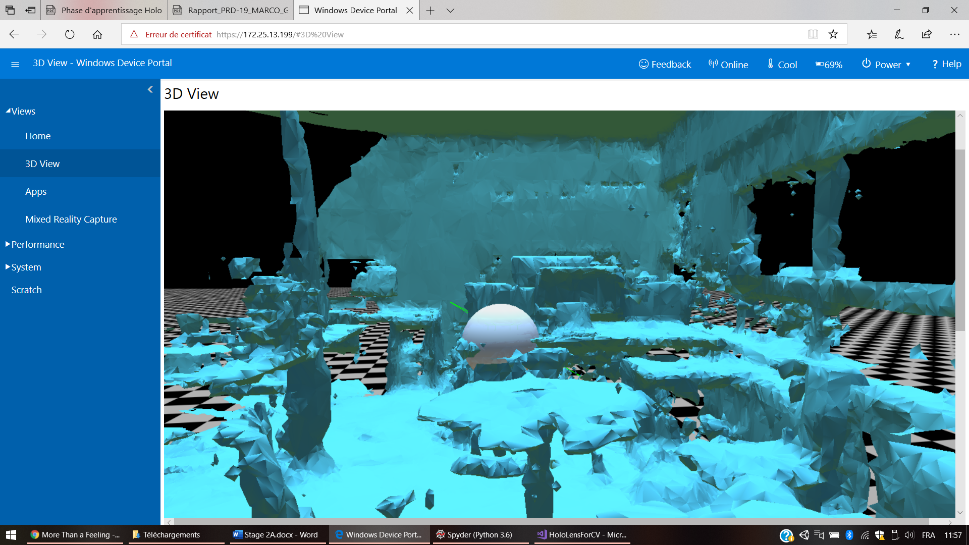 Phase d'apprentissage Holo
Rapport_PRD-19_MARCO_G
Windows Device Portal
Erreur de certificat https://172.25.13.199/#3D%20View
3D View - Windows Device Portal
Feedback
Online
Cool
69%
Power
? Help
3D View
Views
Home
3D View
Apps
Mixed Reality Capture
Performance
System
Scratch
More Than a Feeling -...
Téléchargements
Stage 2A.docx - Word
Windows Device Port...
Spyder (Python 3.6)
HoloLensForCV - Micr...
FRA
11:57